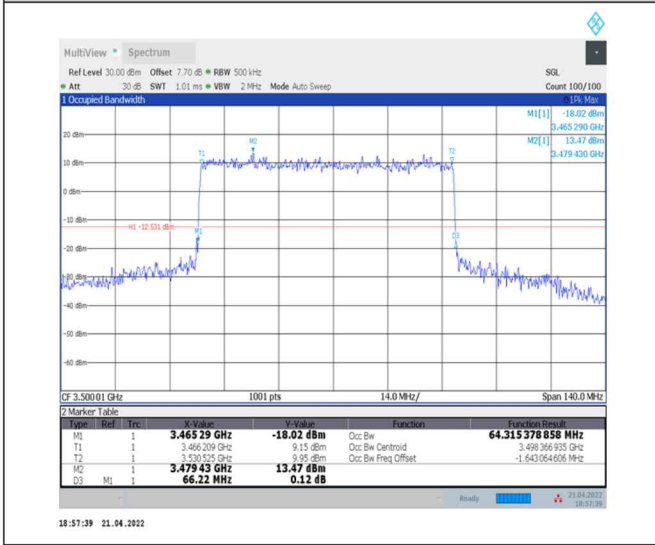 MultiView Spectrum
Ref Level 30.00 dBm Offset 7.70 dB RBW 500 kHz SGL
Att 30 dB SWT 1.01 ms VBW 2 MHz Mode Auto Sweep Count 100/100
1 Occupied Bandwidth 1Pk Max
M1[1] -18.02 dBm
3.465 290 GHz
M2[1] 13.47 dBm
3.479 430 GHz
20 dBm
M2
T1
T2
10 dBm
0 dBm
-10 dBm
H1 -12.531 dBm
M1
D3
-20 dBm
-30 dBm
-40 dBm
-50 dBm
-60 dBm
CF 3.500 01 GHz 1001 pts 14.0 MHz/ Span 140.0 MHz
2 Marker Table
Type Ref Trc X-Value Y-Value Function Function Result
M1 1 3.465 29 GHz -18.02 dBm Occ Bw 64.315 378 858 MHz
T1 1 3.466 209 GHz 9.15 dBm Occ Bw Centroid 3.498 366 935 GHz
T2 1 3.530 525 GHz 9.95 dBm Occ Bw Freq Offset -1.643 064 606 MHz
M2 1 3.479 43 GHz 13.47 dBm
D3 M1 1 66.22 MHz 0.12 dB
Ready 21.04.2022
18:57:39
18:57:39 21.04.2022